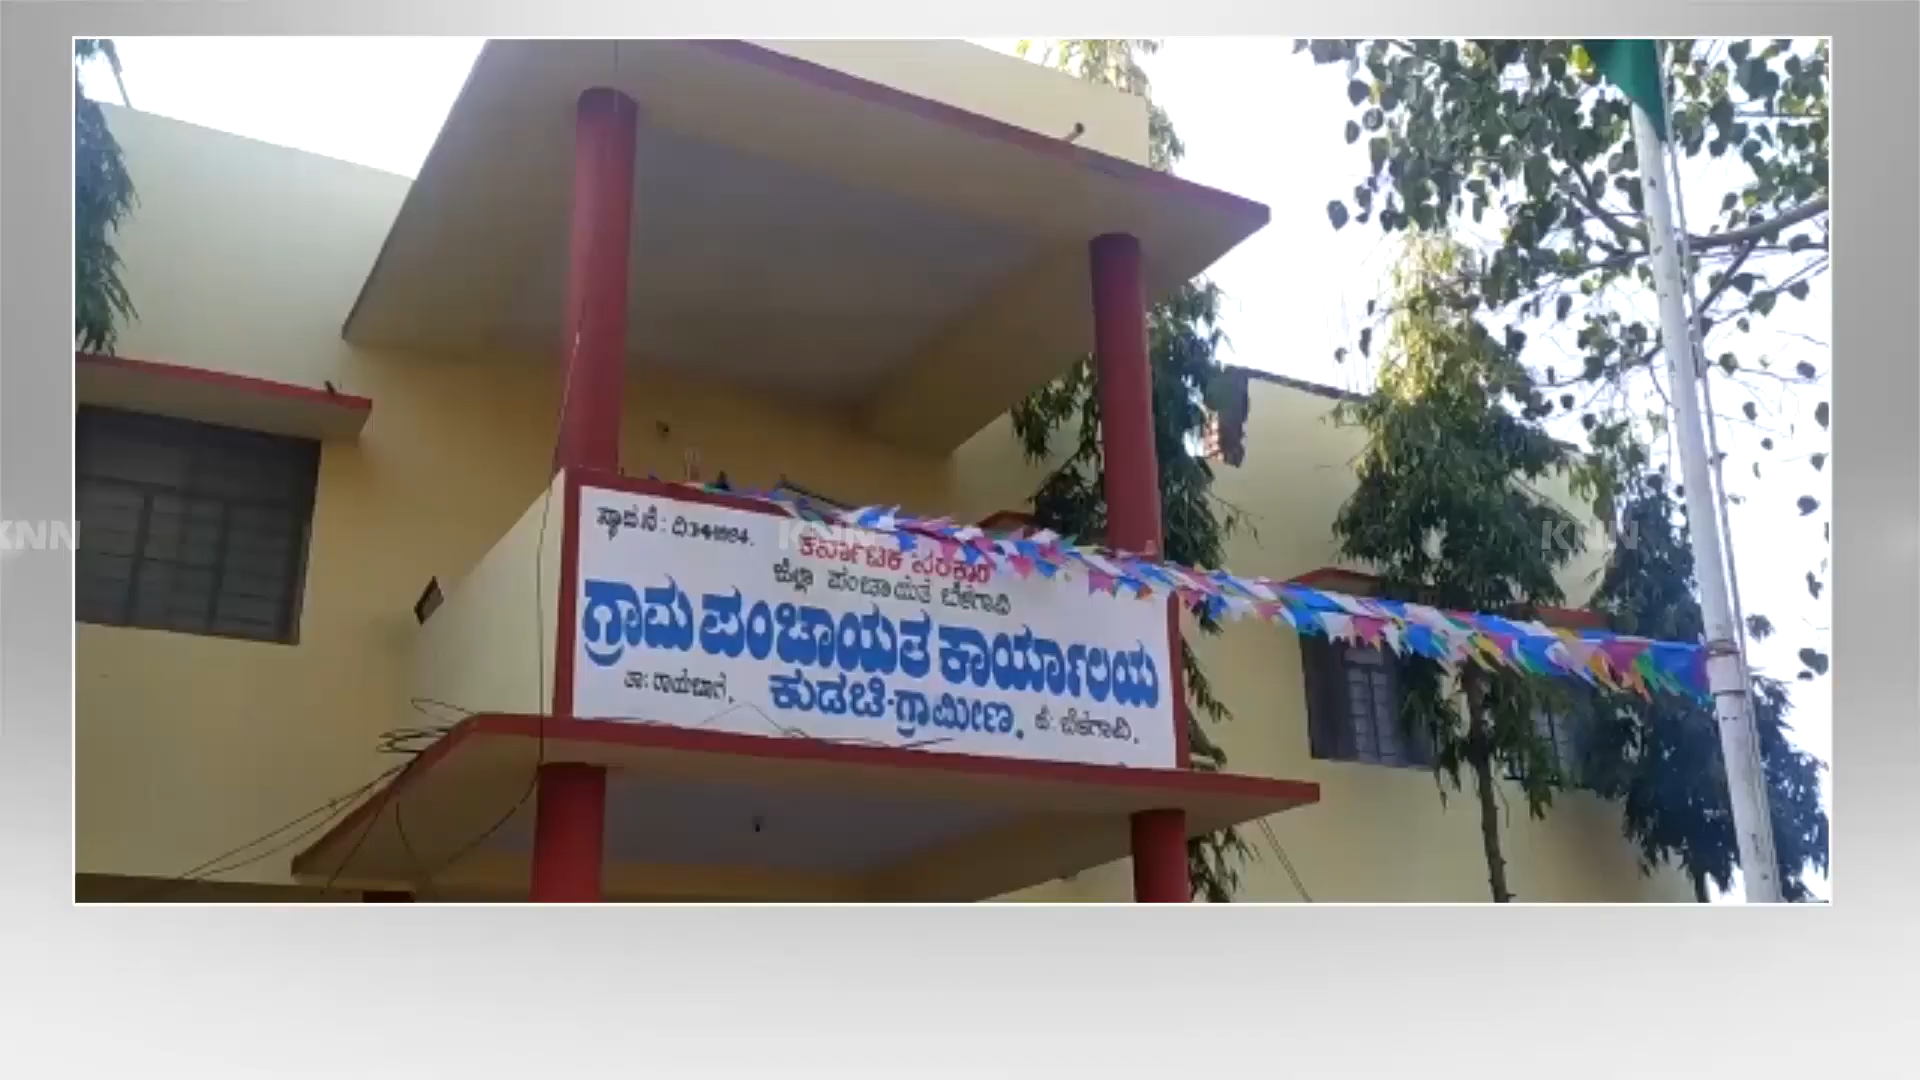 ಸ್ಥಾಪನೆ: ದಿ:
ಕರ್ನಾಟಕ ಸರಕಾರ
ಜಿಲ್ಲಾ ಪಂಚಾಯತ ಬೆಳಗಾವಿ
ಗ್ರಾಮ ಪಂಚಾಯತ ಕಾರ್ಯಾಲಯ
ತಾ: ರಾಯಬಾಗ. ಕುಡಚಿ-ಗ್ರಾಮೀಣ. ಜಿ: ಬೆಳಗಾವಿ.
KNN KNN KNN